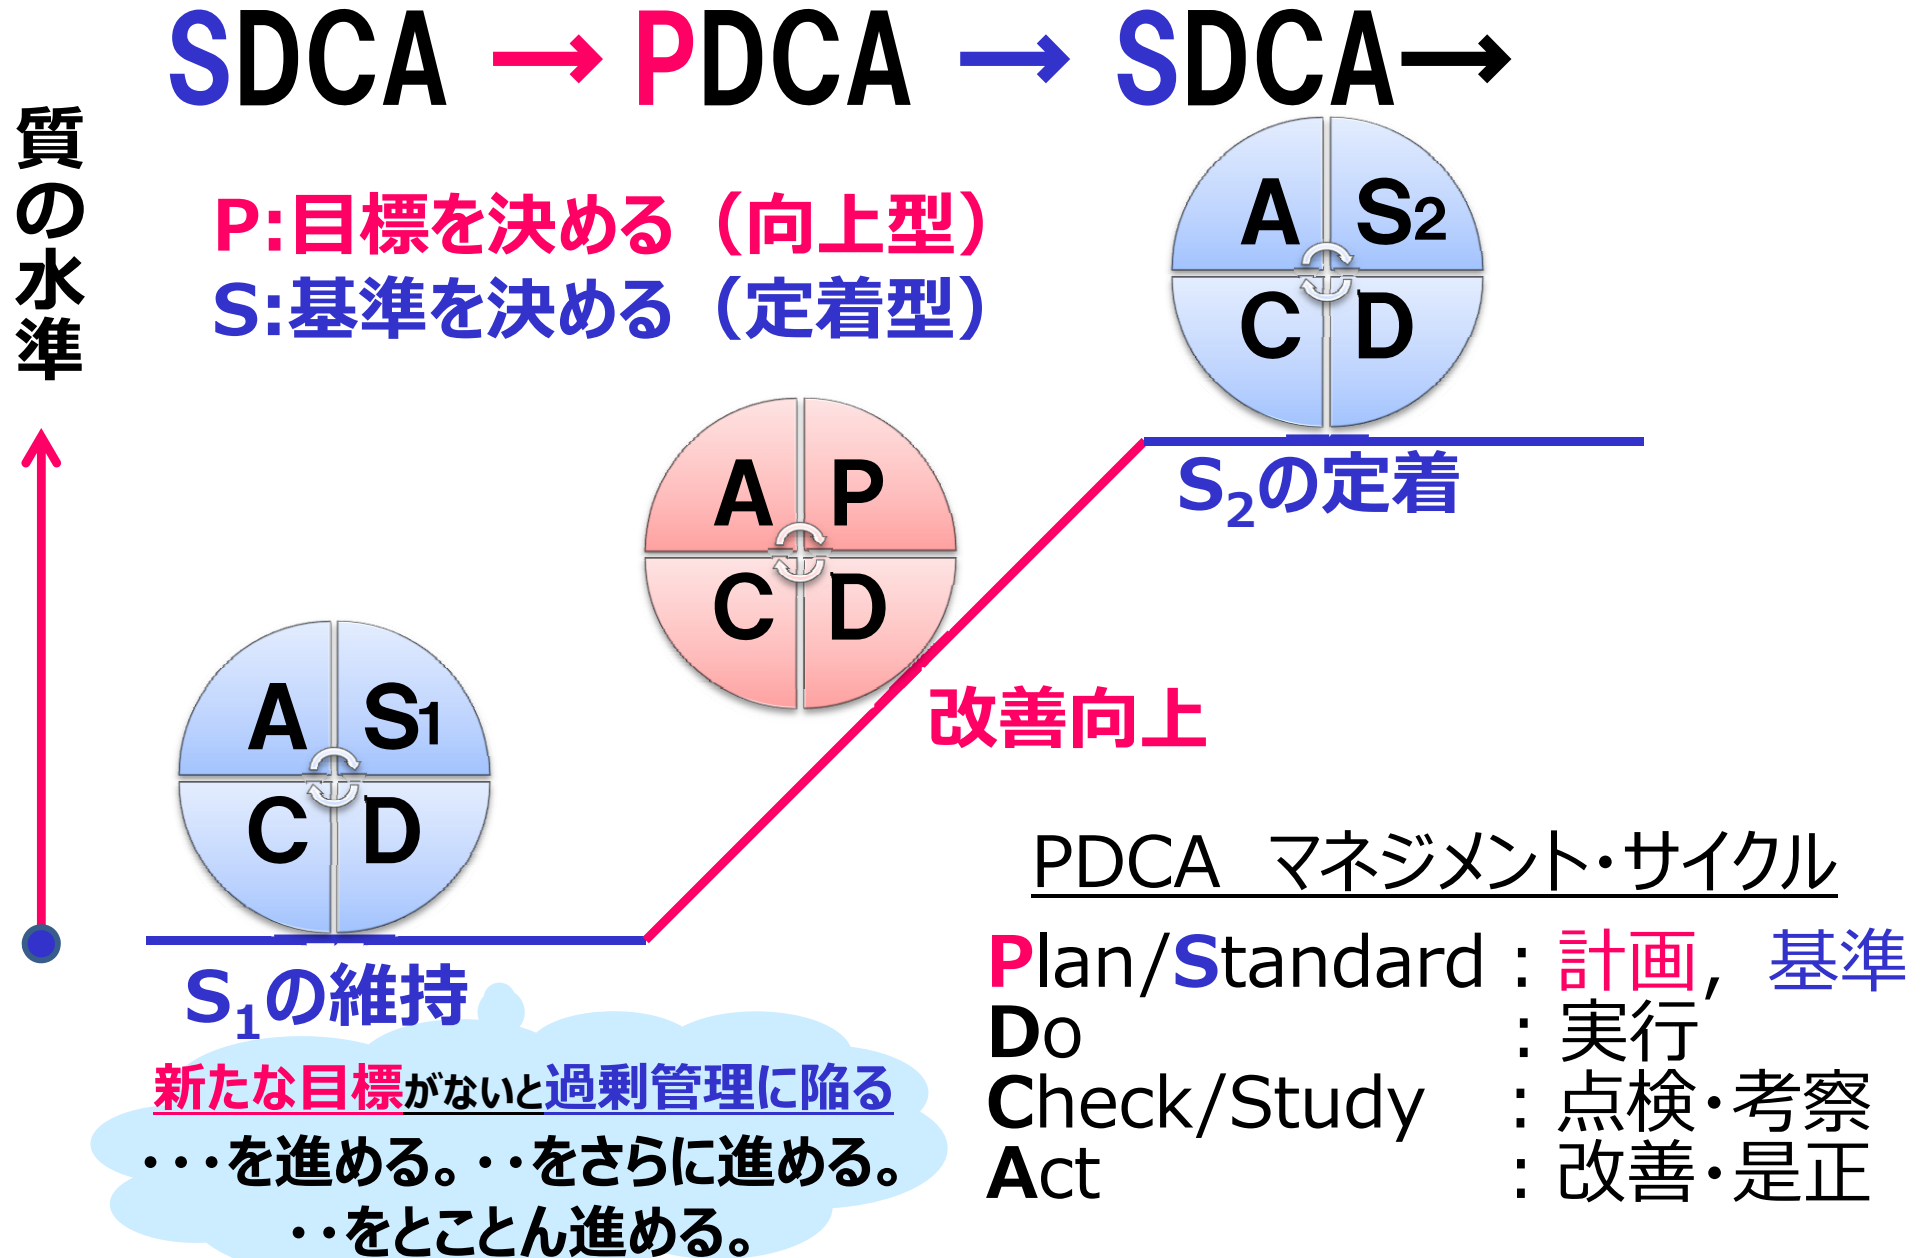 SDCA → PDCA → SDCA→
質の水準
P:目標を決める（向上型）
S:基準を決める（定着型）
A S2
C D
S2の定着
A P
C D
改善向上
A S1
C D
S1の維持
新たな目標がないと過剰管理に陥る
・・・を進める。・・をさらに進める。
・・をとことん進める。
PDCA　マネジメント・サイクル
Plan/Standard：計画，基準
Do：実行
Check/Study：点検・考察
Act：改善・是正